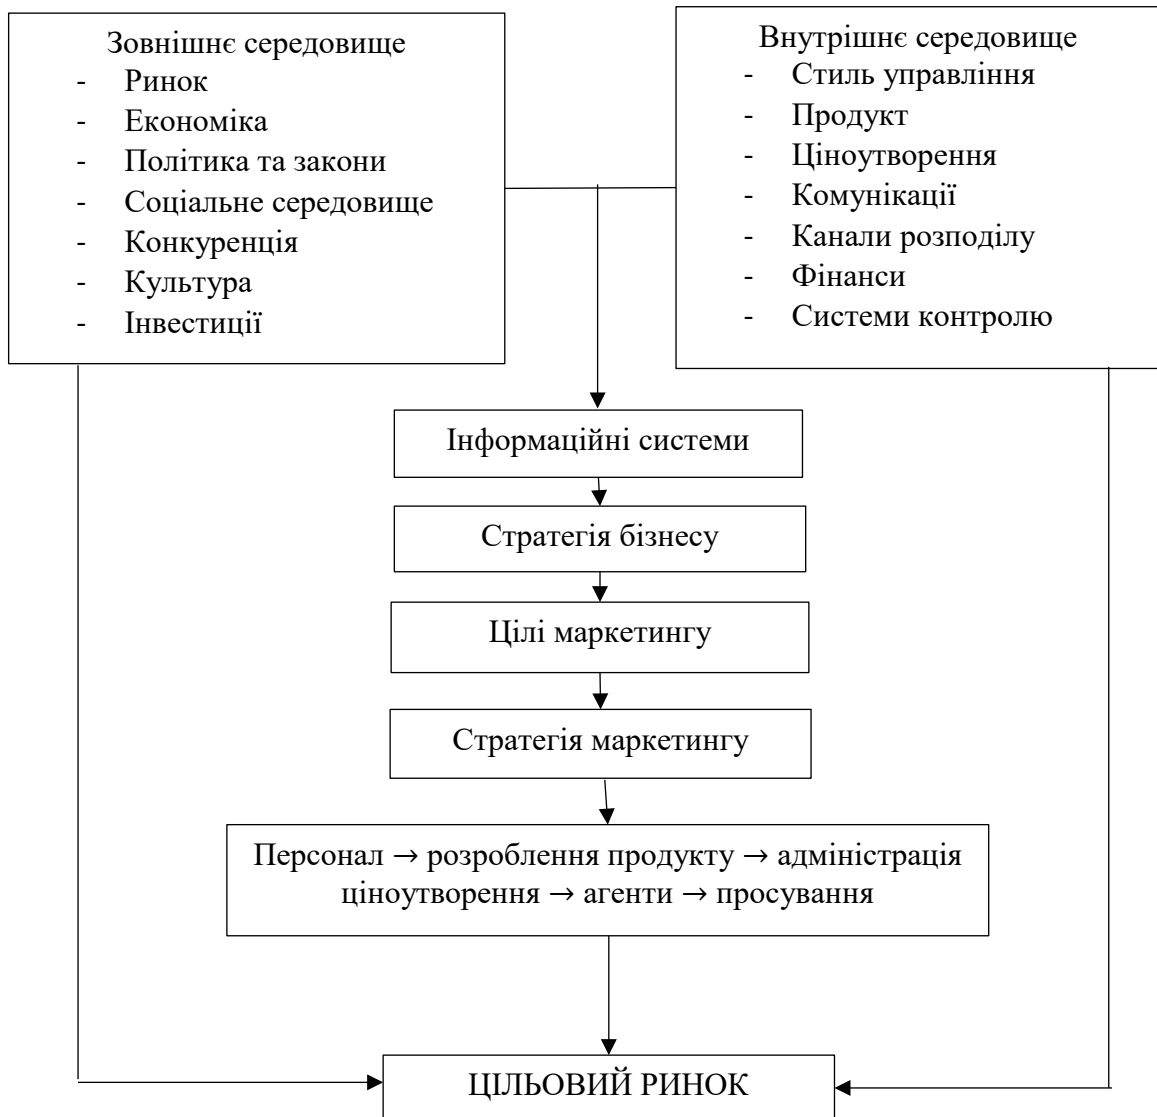 Зовнішнє середовище
- Ринок
- Економіка
- Політика та закони
- Соціальне середовище
- Конкуренція
- Культура
- Інвестиції
Внутрішнє середовище
- Стиль управління
- Продукт
- Ціноутворення
- Комунікації
- Канали розподілу
- Фінанси
- Системи контролю
Інформаційні системи
Стратегія бізнесу
Цілі маркетингу
Стратегія маркетингу
Персонал → розроблення продукту → адміністрація
ціноутворення → агенти → просування
ЦІЛЬОВИЙ РИНОК